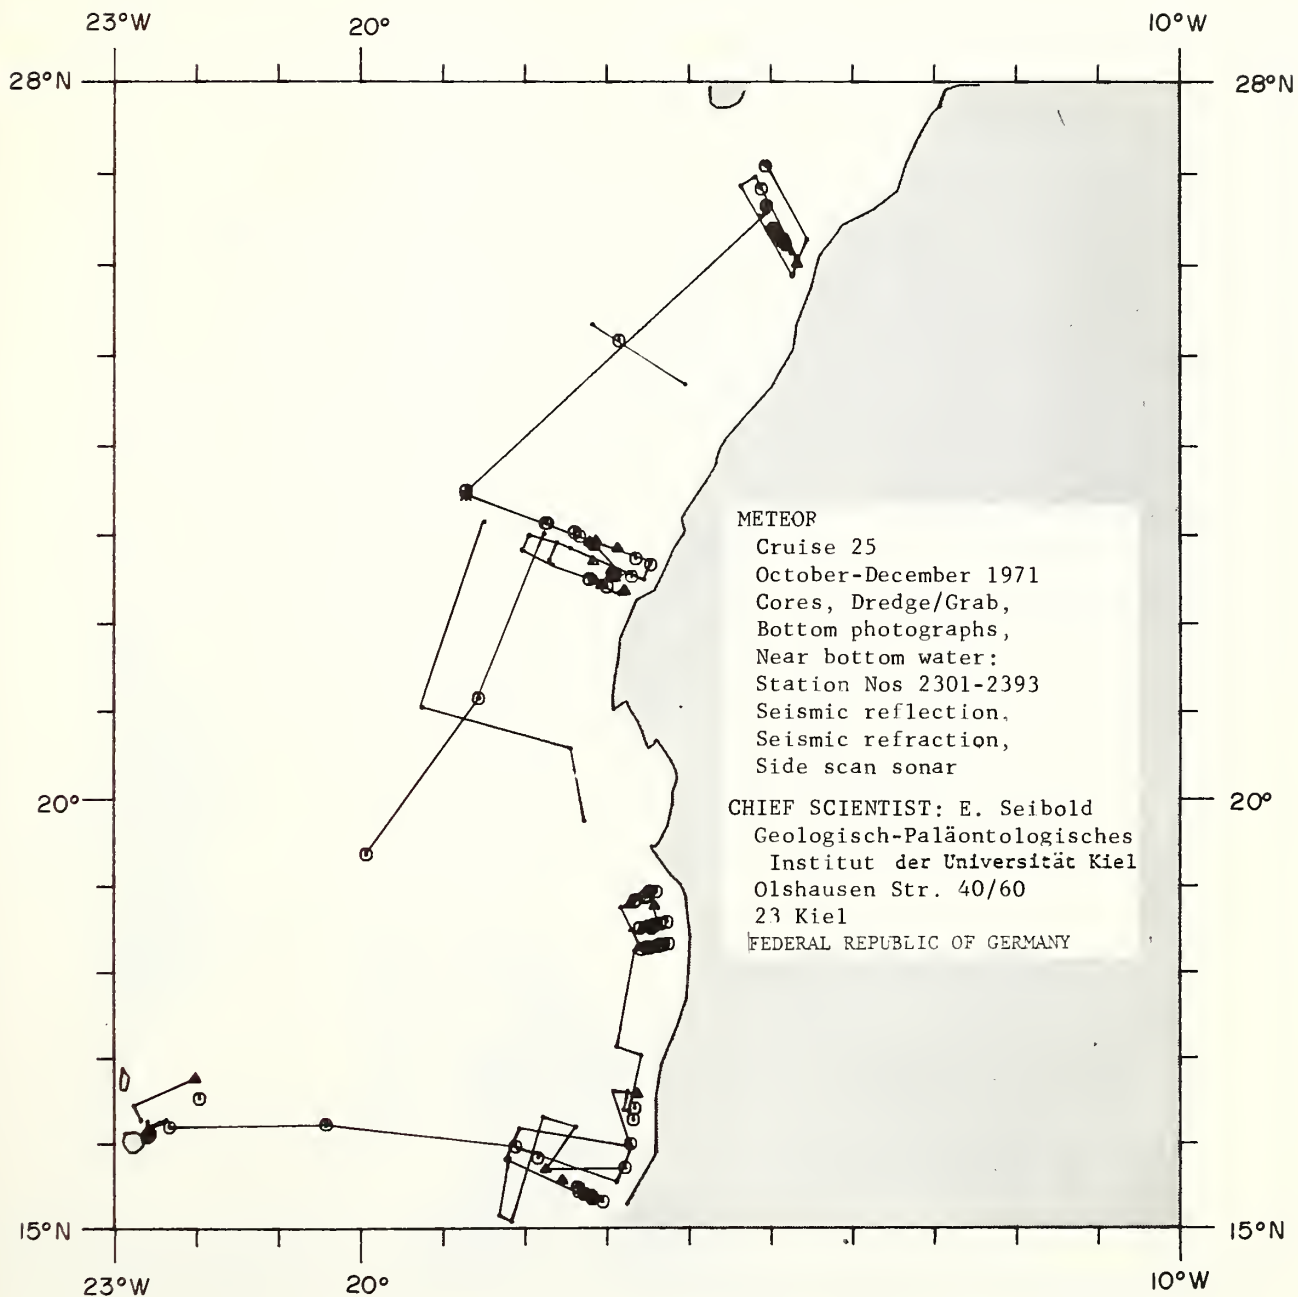 23°W 20° 10°W
28°N 28°N
METEOR
Cruise 25
October-December 1971
Cores, Dredge/Grab,
Bottom photographs,
Near bottom water:
Station Nos 2301-2393
Seismic reflection,
Seismic refraction,
Side scan sonar
20° 20°
CHIEF SCIENTIST: E. Seibold
Geologisch-Paläontologisches
Institut der Universität Kiel
Olshausen Str. 40/60
23 Kiel
FEDERAL REPUBLIC OF GERMANY
15°N 15°N
23°W 20° 10°W